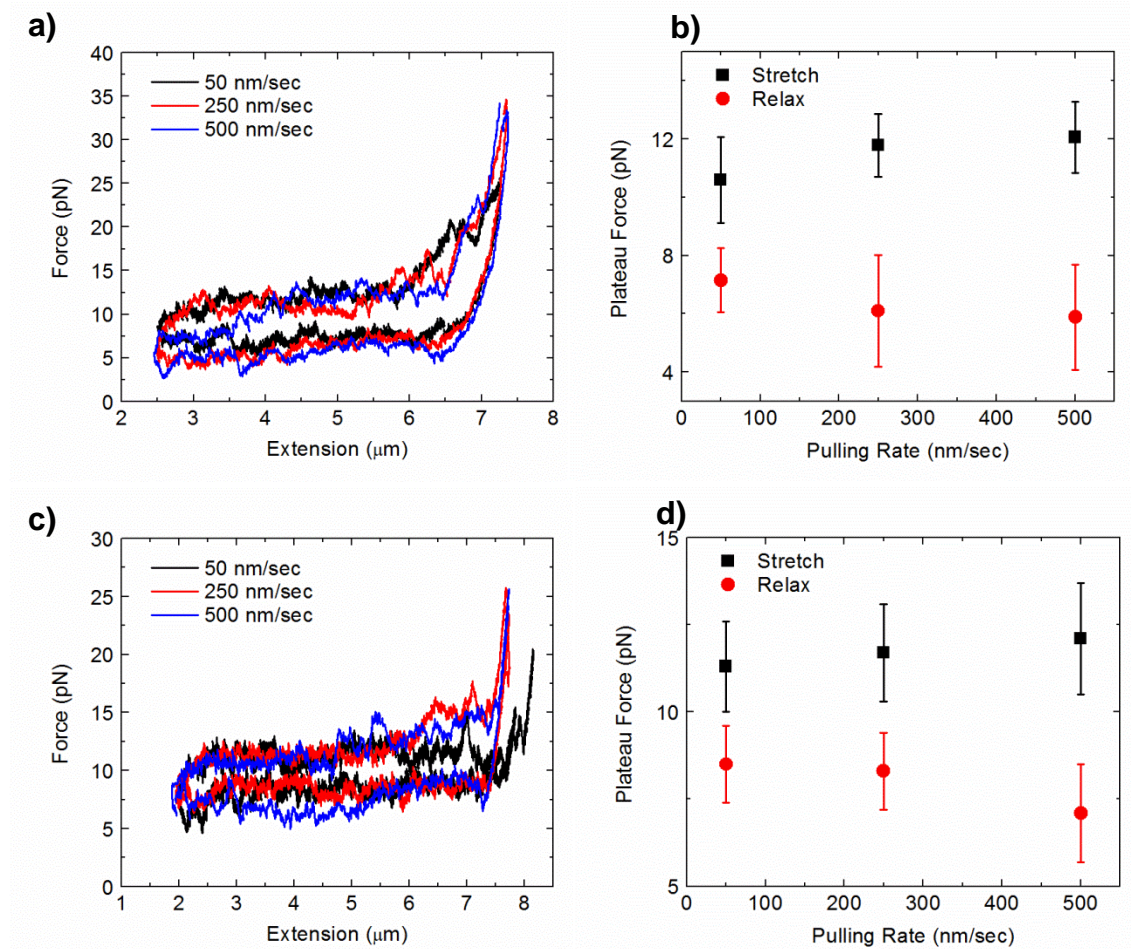 a)
40
35
30
25
20
15
10
5
0
Force (pN)
50 nm/sec
250 nm/sec
500 nm/sec
2
3
4
5
6
7
8
Extension (μm)
b)
12
8
4
Plateau Force (pN)
Stretch
Relax
0
100
200
300
400
500
Pulling Rate (nm/sec)
c)
30
25
20
15
10
5
0
Force (pN)
50 nm/sec
250 nm/sec
500 nm/sec
1
2
3
4
5
6
7
8
Extension (μm)
d)
15
10
5
Plateau Force (pN)
Stretch
Relax
0
100
200
300
400
500
Pulling Rate (nm/sec)